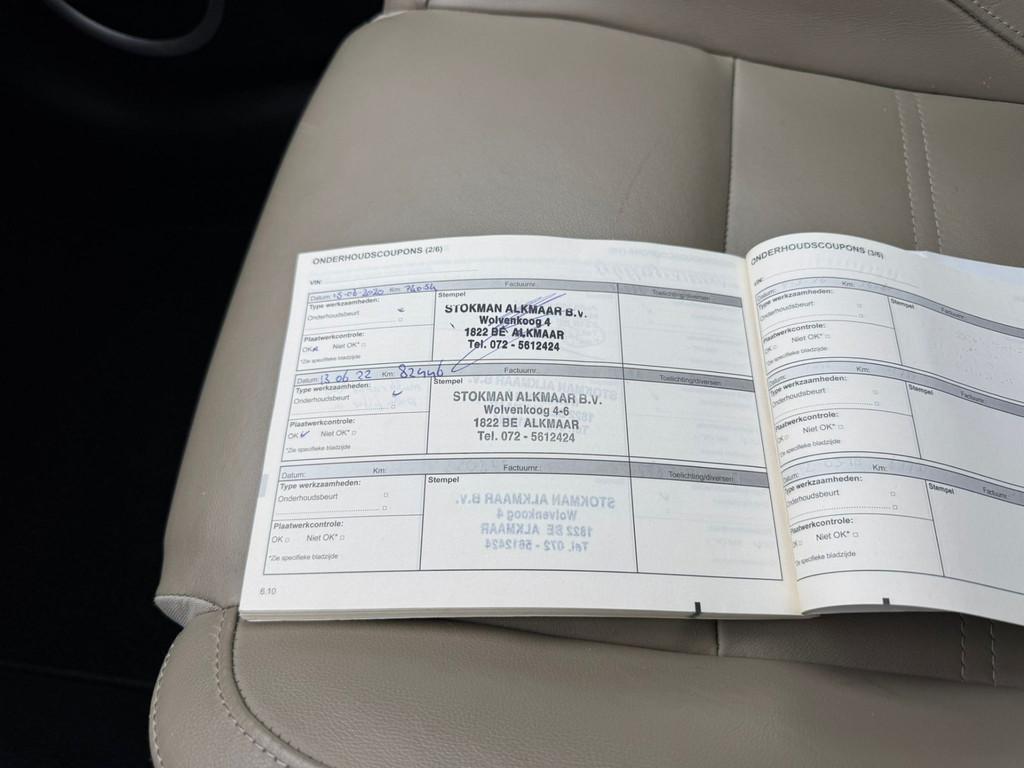 ONDERHOUDSCOUPONS (2/6)
VIN:
Datum: 15-06-2020 Km: 74054 Factuurnr.:
Type werkzaamheden: Stempel Toelichting/diversen
Onderhoudsbeurt
STOKMAN ALKMAAR B.V.
Wolvenkoog 4
1822 BE ALKMAAR
Tel. 072 - 5612424
Plaatwerkcontrole:
OK Niet OK*
*Zie specifieke bladzijde
Datum: 13 06 22 Km: 82446 Factuurnr.:
Type werkzaamheden: Stempel Toelichting/diversen
Onderhoudsbeurt
STOKMAN ALKMAAR B.V.
Wolvenkoog 4-6
1822 BE ALKMAAR
Tel. 072 - 5612424
Plaatwerkcontrole:
OK Niet OK*
*Zie specifieke bladzijde
Datum: Km: Factuurnr.:
Type werkzaamheden: Stempel Toelichting/diversen
Onderhoudsbeurt
Plaatwerkcontrole:
OK Niet OK*
*Zie specifieke bladzijde
6.10
ONDERHOUDSCOUPONS (3/6)
VIN:
Datum: Km:
Type werkzaamheden: Stempel Factuurnr.
Onderhoudsbeurt
Plaatwerkcontrole:
OK Niet OK*
*Zie specifieke bladzijde
Datum: Km:
Type werkzaamheden: Stempel Factuurnr.
Onderhoudsbeurt
Plaatwerkcontrole:
OK Niet OK*
*Zie specifieke bladzijde
Datum: Km:
Type werkzaamheden: Stempel Factuurnr.
Onderhoudsbeurt
Plaatwerkcontrole:
OK Niet OK*
*Zie specifieke bladzijde